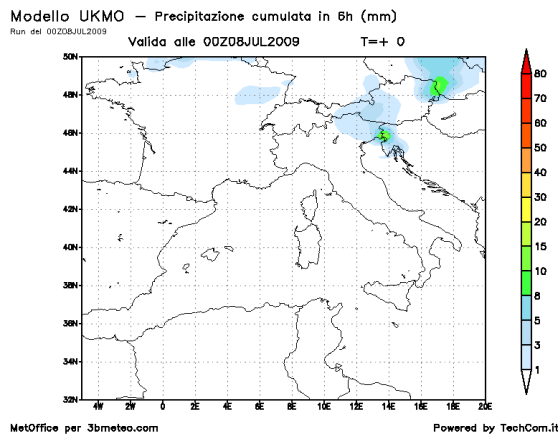 Modello UKMO – Precipitazione cumulata in 6h (mm)
Run del 00Z08JUL2009
Valida alle 00Z08JUL2009 T=+ 0
50N
48N
46N
44N
42N
40N
38N
36N
34N
32N
4W 2W 0 2E 4E 6E 8E 10E 12E 14E 16E 18E 20E
80
70
60
50
40
30
20
15
10
8
5
3
1
MetOffice per 3bmeteo.com Powered by TechCom.it